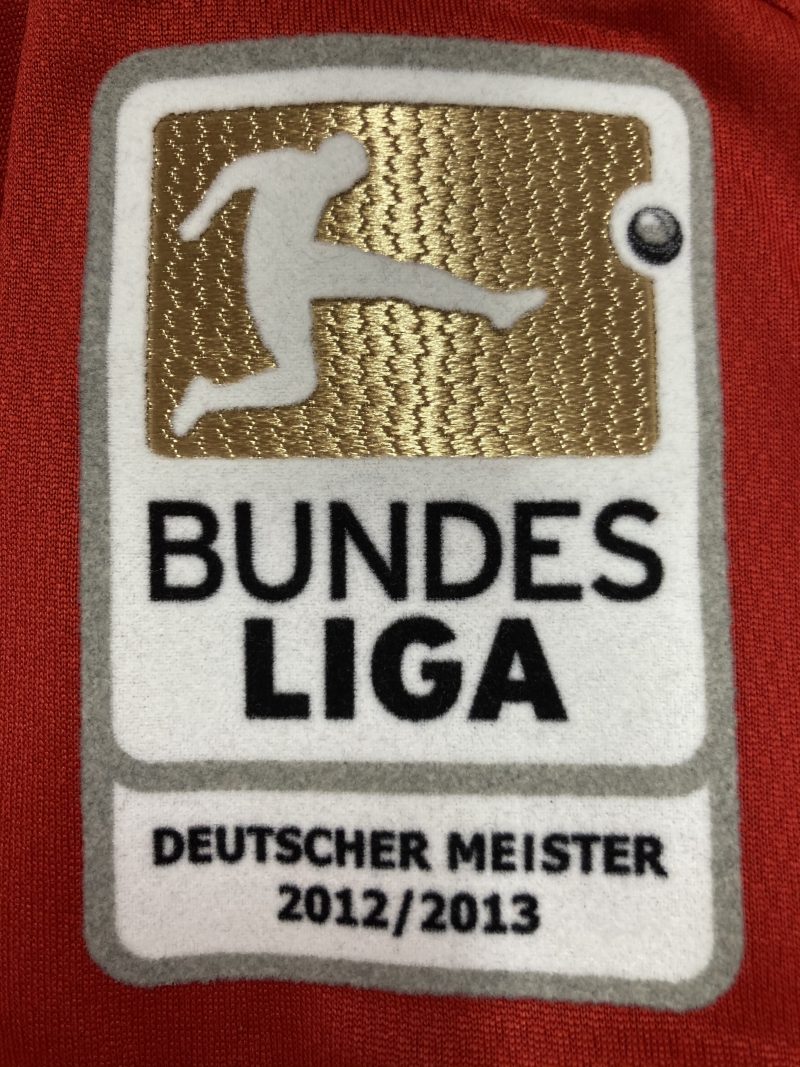 BUNDES
LIGA
DEUTSCHER MEISTER
2012/2013